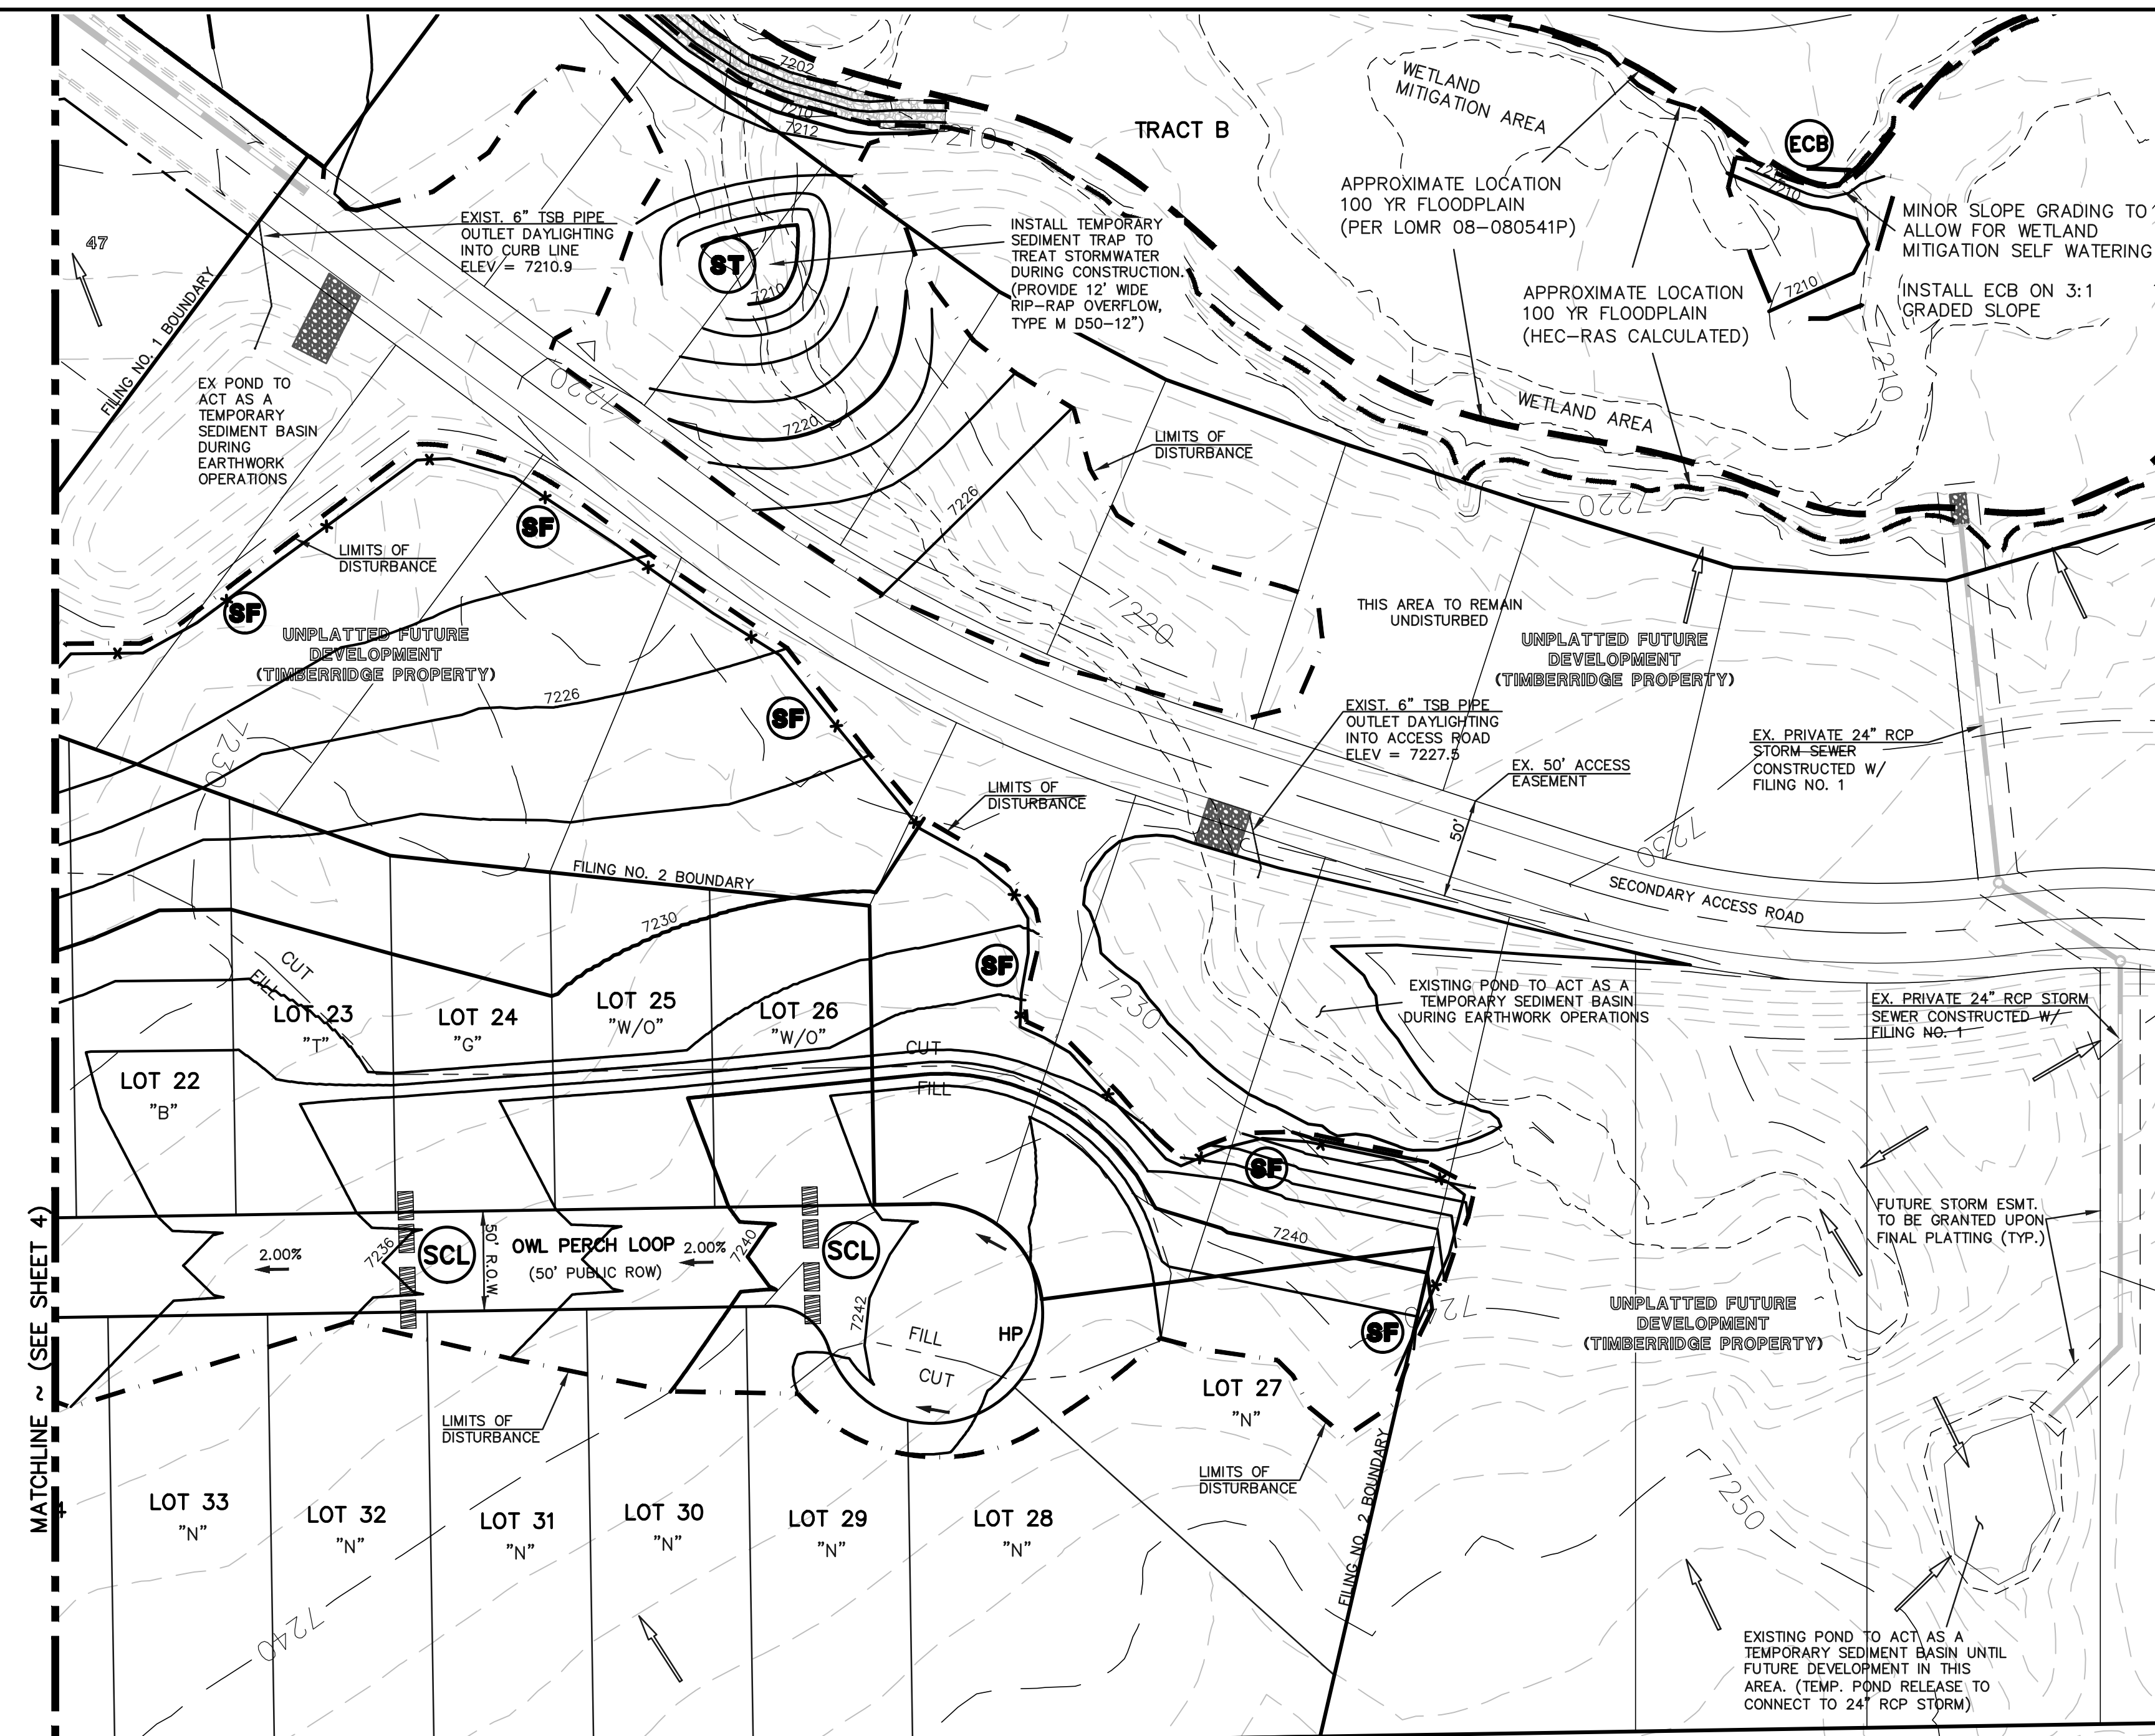 7202
7210
7212
7210
TRACT B
WETLAND
MITIGATION AREA
ECB
7210
APPROXIMATE LOCATION
100 YR FLOODPLAIN
(PER LOMR 08-080541P)
MINOR SLOPE GRADING TO
ALLOW FOR WETLAND
MITIGATION SELF WATERING
INSTALL ECB ON 3:1
GRADED SLOPE
7210
7210
APPROXIMATE LOCATION
100 YR FLOODPLAIN
(HEC-RAS CALCULATED)
47
EXIST. 6" TSB PIPE
OUTLET DAYLIGHTING
INTO CURB LINE
ELEV = 7210.9
FILING NO. 1 BOUNDARY
ST
7210
INSTALL TEMPORARY
SEDIMENT TRAP TO
TREAT STORMWATER
DURING CONSTRUCTION.
(PROVIDE 12' WIDE
RIP-RAP OVERFLOW,
TYPE M D50-12")
EX POND TO
ACT AS A
TEMPORARY
SEDIMENT BASIN
DURING
EARTHWORK
OPERATIONS
7220
7220
WETLAND AREA
LIMITS OF
DISTURBANCE
7226
7220
SF
LIMITS OF
DISTURBANCE
SF
UNPLATTED FUTURE
DEVELOPMENT
(TIMBERRIDGE PROPERTY)
7220
THIS AREA TO REMAIN
UNDISTURBED
UNPLATTED FUTURE
DEVELOPMENT
(TIMBERRIDGE PROPERTY)
7226
7230
SF
EXIST. 6" TSB PIPE
OUTLET DAYLIGHTING
INTO ACCESS ROAD
ELEV = 7227.5
EX. 50' ACCESS
EASEMENT
EX. PRIVATE 24" RCP
STORM SEWER
CONSTRUCTED W/
FILING NO. 1
LIMITS OF
DISTURBANCE
50'
7230
SECONDARY ACCESS ROAD
FILING NO. 2 BOUNDARY
7230
CUT
FILL
SF
7230
EXISTING POND TO ACT AS A
TEMPORARY SEDIMENT BASIN
DURING EARTHWORK OPERATIONS
EX. PRIVATE 24" RCP STORM
SEWER CONSTRUCTED W/
FILING NO. 1
LOT 23
"T"
LOT 24
"G"
LOT 25
"W/O"
LOT 26
"W/O"
CUT
FILL
LOT 22
"B"
SF
7240
FUTURE STORM ESMT.
TO BE GRANTED UPON
FINAL PLATTING (TYP.)
2.00%
7236
SCL
50' R.O.W.
OWL PERCH LOOP
(50' PUBLIC ROW)
2.00%
7240
SCL
7242
FILL
CUT
HP
SF
7240
UNPLATTED FUTURE
DEVELOPMENT
(TIMBERRIDGE PROPERTY)
MATCHLINE ~ (SEE SHEET 4)
LIMITS OF
DISTURBANCE
LOT 27
"N"
LIMITS OF
DISTURBANCE
FILING NO. 2 BOUNDARY
LOT 33
"N"
LOT 32
"N"
LOT 31
"N"
LOT 30
"N"
LOT 29
"N"
LOT 28
"N"
7250
7240
EXISTING POND TO ACT AS A
TEMPORARY SEDIMENT BASIN UNTIL
FUTURE DEVELOPMENT IN THIS
AREA. (TEMP. POND RELEASE TO
CONNECT TO 24" RCP STORM)